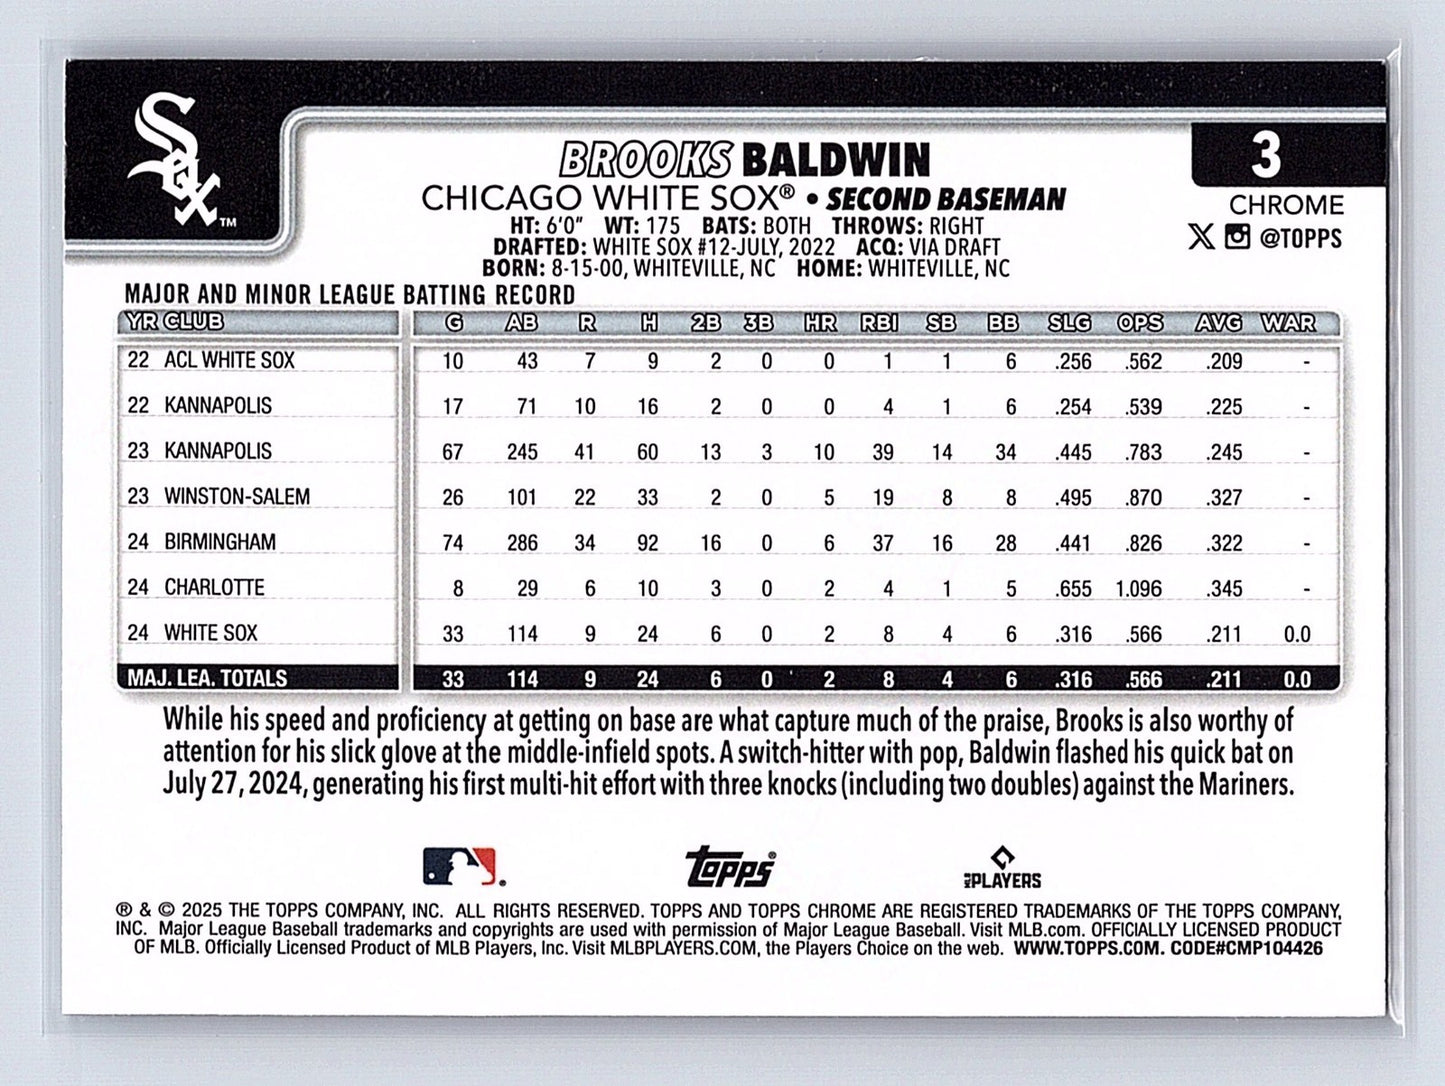 Sox™
BROOKS BALDWIN
3
CHICAGO WHITE SOX® • SECOND BASEMAN
CHROME
HT: 6'0" WT: 175 BATS: BOTH THROWS: RIGHT
@TOPPS
DRAFTED: WHITE SOX #12-JULY, 2022 ACQ: VIA DRAFT
BORN: 8-15-00, WHITEVILLE, NC HOME: WHITEVILLE, NC
MAJOR AND MINOR LEAGUE BATTING RECORD
YR CLUB G AB R H 2B 3B HR RBI SB BB SLG OPS AVG WAR
22 ACL WHITE SOX 10 43 7 9 2 0 0 1 1 6 .256 .562 .209 -
22 KANNAPOLIS 17 71 10 16 2 0 0 4 1 6 .254 .539 .225 -
23 KANNAPOLIS 67 245 41 60 13 3 10 39 14 34 .445 .783 .245 -
23 WINSTON-SALEM 26 101 22 33 2 0 5 19 8 8 .495 .870 .327 -
24 BIRMINGHAM 74 286 34 92 16 0 6 37 16 28 .441 .826 .322 -
24 CHARLOTTE 8 29 6 10 3 0 2 4 1 5 .655 1.096 .345 -
24 WHITE SOX 33 114 9 24 6 0 2 8 4 6 .316 .566 .211 0.0
MAJ. LEA. TOTALS 33 114 9 24 6 0 2 8 4 6 .316 .566 .211 0.0
While his speed and proficiency at getting on base are what capture much of the praise, Brooks is also worthy of
attention for his slick glove at the middle-infield spots. A switch-hitter with pop, Baldwin flashed his quick bat on
July 27, 2024, generating his first multi-hit effort with three knocks (including two doubles) against the Mariners.
topps® MLB PLAYERS
® & © 2025 THE TOPPS COMPANY, INC. ALL RIGHTS RESERVED. TOPPS AND TOPPS CHROME ARE REGISTERED TRADEMARKS OF THE TOPPS COMPANY,
INC. Major League Baseball trademarks and copyrights are used with permission of Major League Baseball. Visit MLB.com. OFFICIALLY LICENSED PRODUCT
OF MLB. Officially Licensed Product of MLB Players, Inc. Visit MLBPLAYERS.COM, the Players Choice on the web. WWW.TOPPS.COM. CODE#CMP104426